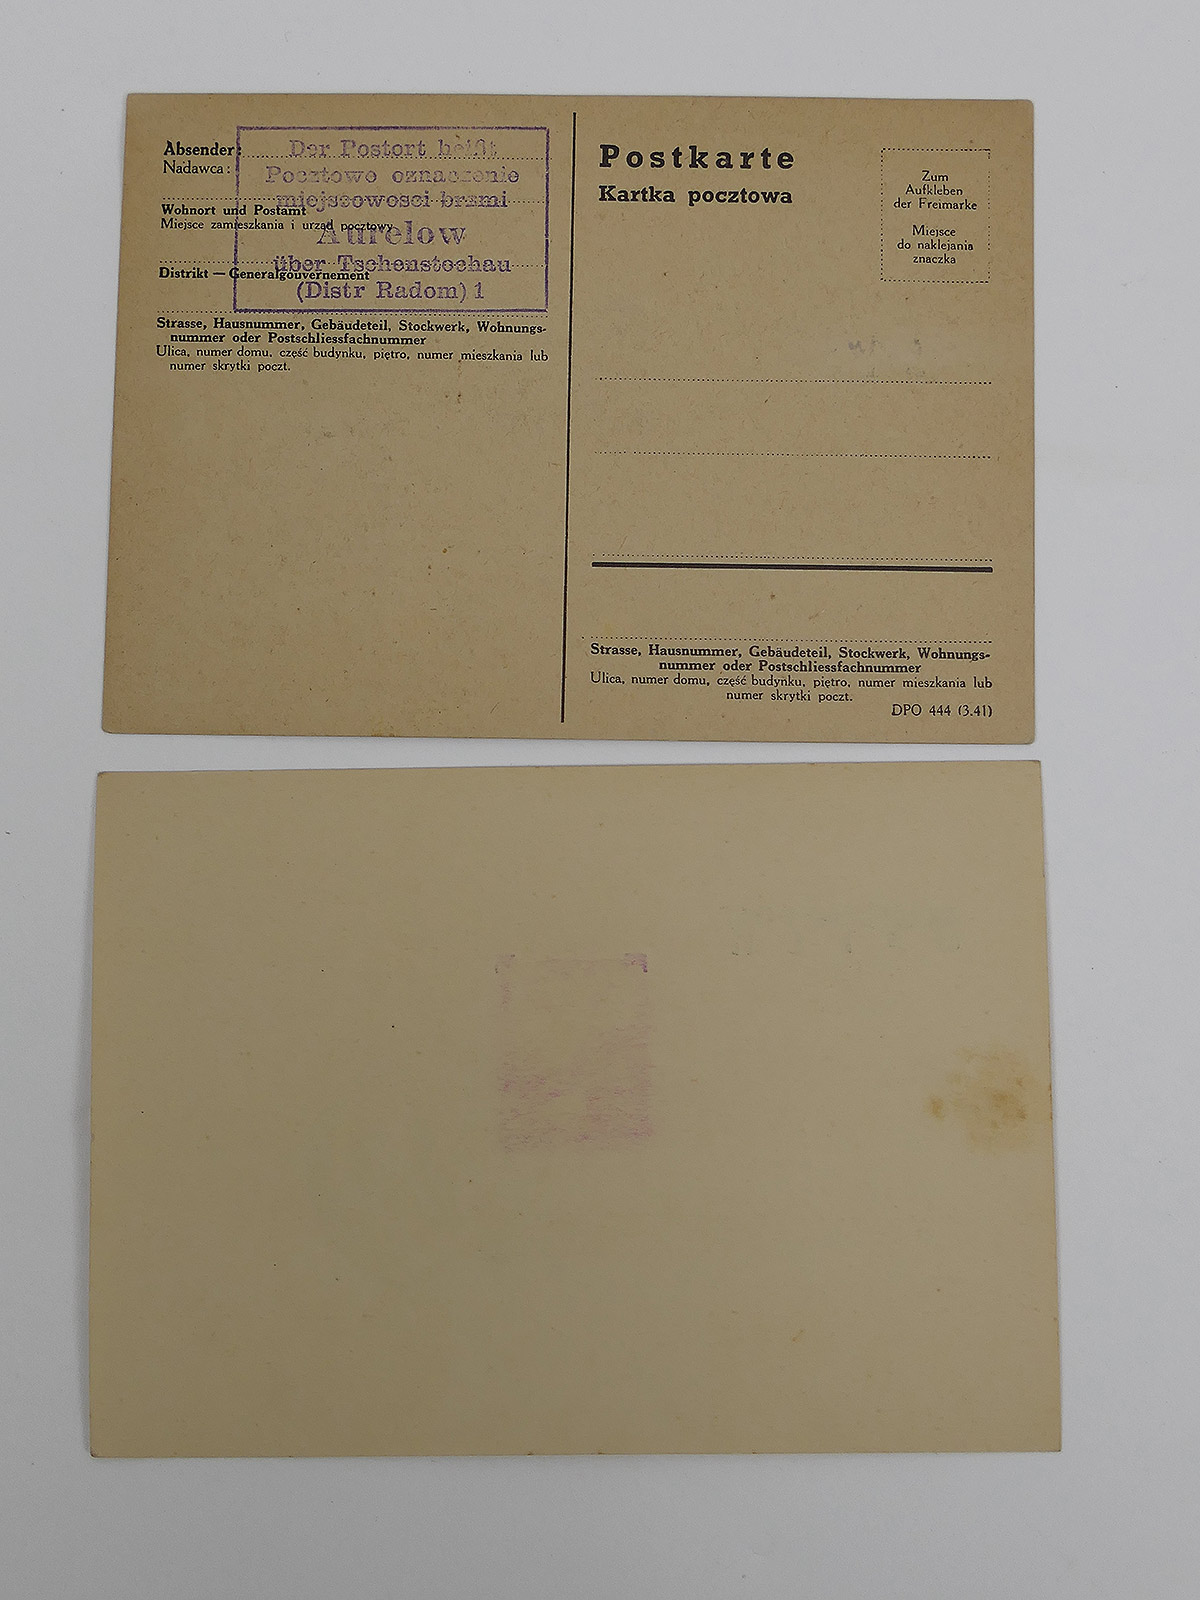 Absender:
Nadawca:
Wohnort und Postamt
Miejsce zamieszkania i urząd pocztowy
Distrikt — Generalgouvernement
Strasse, Hausnummer, Gebäudeteil, Stockwerk, Wohnungs-
nummer oder Postschliessfachnummer
Ulica, numer domu, część budynku, piętro, numer mieszkania lub
numer skrytki poczt.
Der Postort heißt
Pocztowe oznaczenie
miejscowosci brzmi
Aurelow
über Tschenstochau
(Distr Radom) 1
Postkarte
Kartka pocztowa
Zum
Aufkleben
der Freimarke
Miejsce
do naklejania
znaczka
Strasse, Hausnummer, Gebäudeteil, Stockwerk, Wohnungs-
nummer oder Postschliessfachnummer
Ulica, numer domu, część budynku, piętro, numer mieszkania lub
numer skrytki poczt.
DPO 444 (3.41)